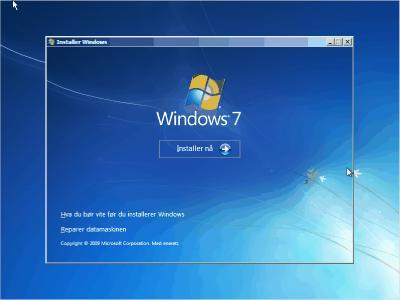 Installer Windows
Windows 7
Installer nå
Hva du bør vite før du installerer Windows
Reparer datamaskinen
Copyright © 2009 Microsoft Corporation. Med enerett.